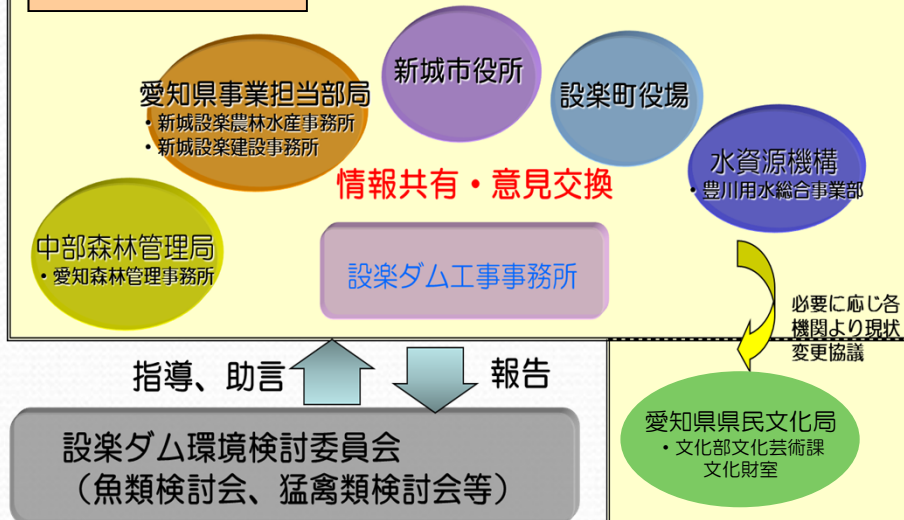 新城市役所
愛知県事業担当部局
・新城設楽農林水産事務所
・新城設楽建設事務所
設楽町役場
水資源機構
・豊川用水総合事業部
情報共有・意見交換
中部森林管理局
・愛知森林管理事務所
設楽ダム工事事務所
必要に応じ各
機関より現状
変更協議
指導、助言
報告
設楽ダム環境検討委員会
（魚類検討会、猛禽類検討会等）
愛知県県民文化局
・文化部文化芸術課
文化財室